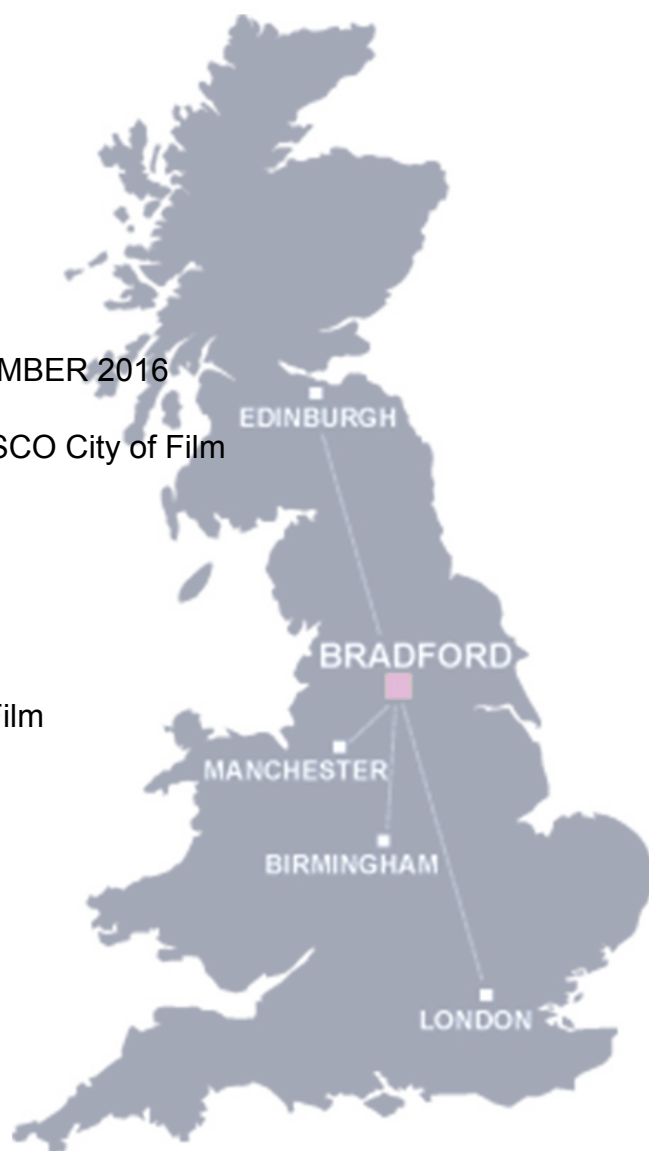 MBER 2016
EDINBURGH
SCO City of Film
BRADFORD
Film
MANCHESTER
BIRMINGHAM
LONDON